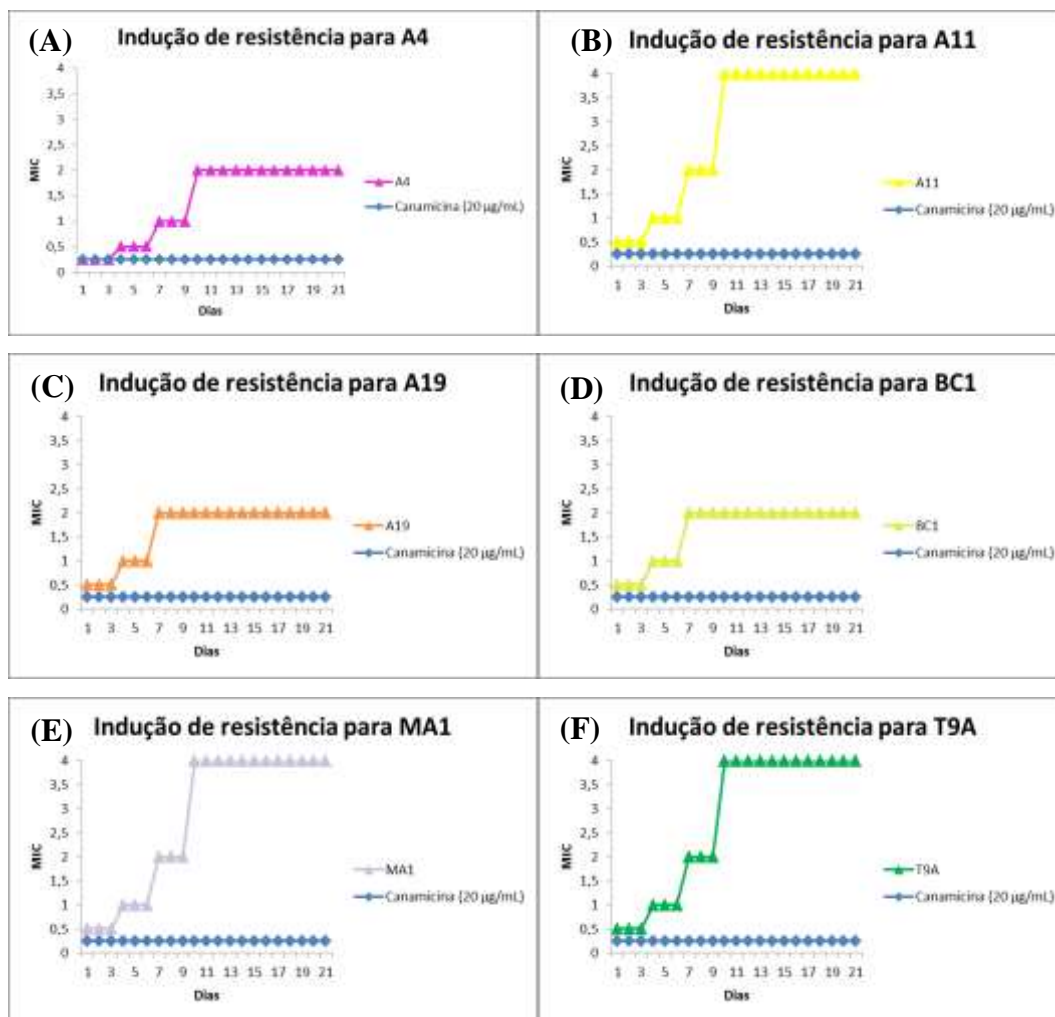 (A) Indução de resistência para A4
4
3,5
3
2,5
2
1,5
1
0,5
0
MIC
1 3 5 7 9 11 13 15 17 19 21
Dias
A4
Canamicina (20 µg/mL)
(B) Indução de resistência para A11
4
3,5
3
2,5
2
1,5
1
0,5
0
MIC
1 3 5 7 9 11 13 15 17 19 21
Dias
A11
Canamicina (20 µg/mL)
(C) Indução de resistência para A19
4
3,5
3
2,5
2
1,5
1
0,5
0
MIC
1 3 5 7 9 11 13 15 17 19 21
Dias
A19
Canamicina (20 µg/mL)
(D) Indução de resistência para BC1
4
3,5
3
2,5
2
1,5
1
0,5
0
MIC
1 3 5 7 9 11 13 15 17 19 21
Dias
BC1
Canamicina (20 µg/mL)
(E) Indução de resistência para MA1
4
3,5
3
2,5
2
1,5
1
0,5
0
MIC
1 3 5 7 9 11 13 15 17 19 21
Dias
MA1
Canamicina (20 µg/mL)
(F) Indução de resistência para T9A
4
3,5
3
2,5
2
1,5
1
0,5
0
MIC
1 3 5 7 9 11 13 15 17 19 21
Dias
T9A
Canamicina (20 µg/mL)